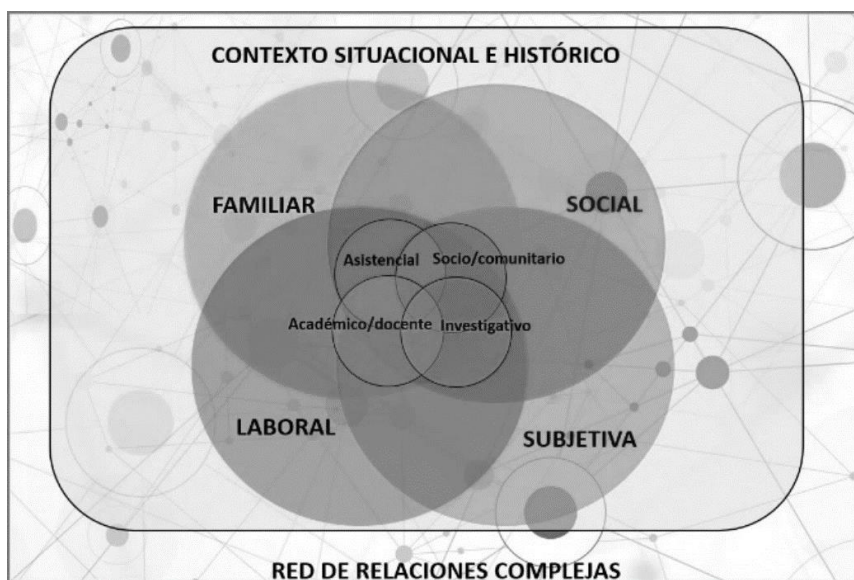 CONTEXTO SITUACIONAL E HISTÓRICO
FAMILIAR
SOCIAL
Asistencial
Socio/comunitario
Académico/docente
Investigativo
LABORAL
SUBJETIVA
RED DE RELACIONES COMPLEJAS